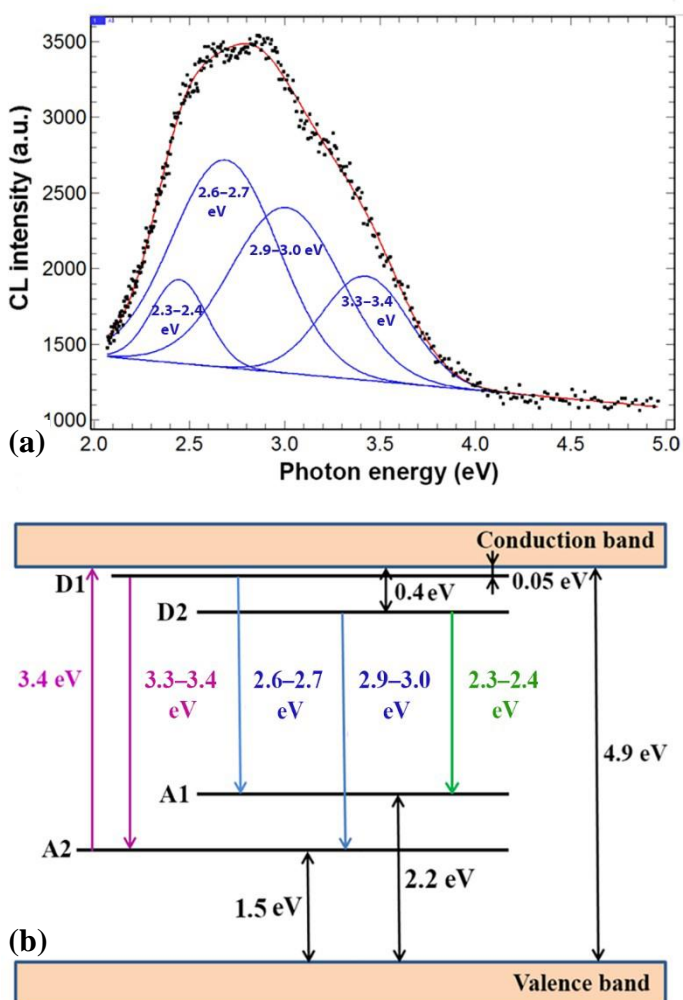 3500
3000
2500
2000
1500
1000
CL intensity (a.u.)
2.6–2.7
eV
2.9–3.0 eV
2.3–2.4
eV
3.3–3.4
eV
2.0 2.5 3.0 3.5 4.0 4.5 5.0
(a)
Photon energy (eV)
Conduction band
D1
0.05 eV
0.4 eV
D2
3.4 eV
3.3–3.4
eV
2.6–2.7
eV
2.9–3.0
eV
2.3–2.4
eV
4.9 eV
A1
A2
2.2 eV
1.5 eV
(b)
Valence band